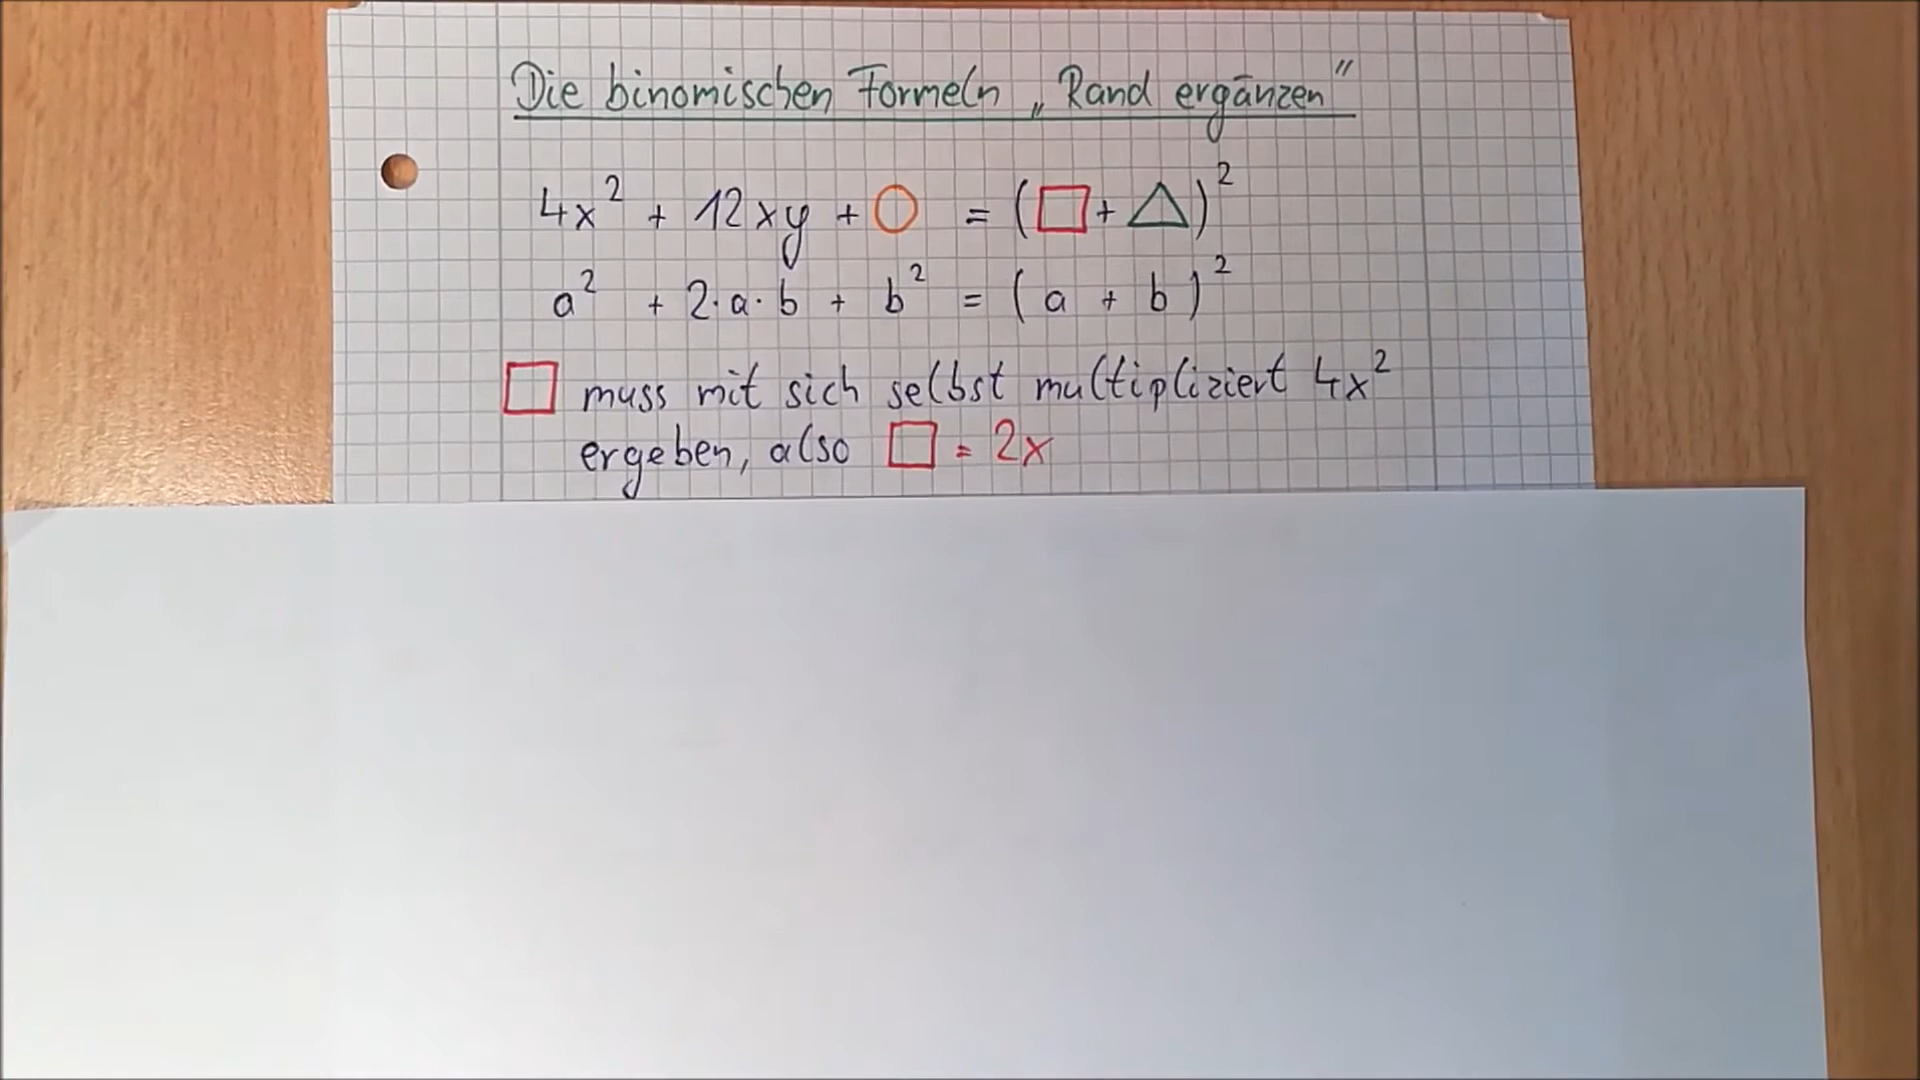 Die binomischen Formeln „Rand ergänzen"
4x² + 12xy + ○ = (□ + △)²
a² + 2·a·b + b² = (a + b)²
□ muss mit sich selbst multipliziert 4x²
ergeben, also □ = 2x